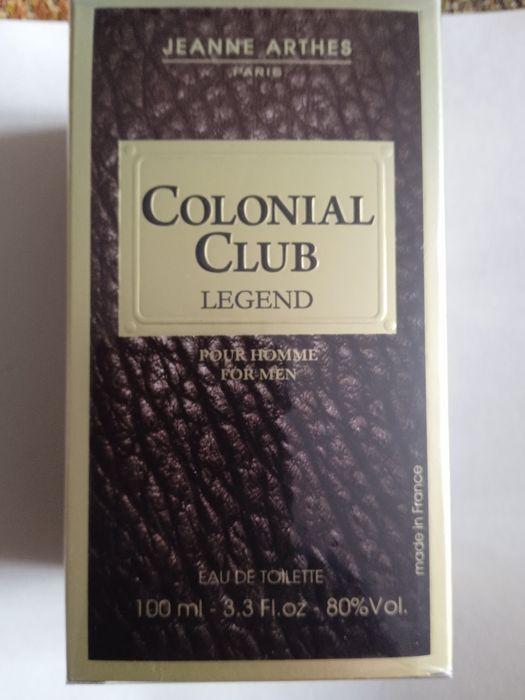 JEANNE ARTHES
PARIS
COLONIAL
CLUB
LEGEND
POUR HOMME
FOR MEN
made in France
EAU DE TOILETTE
100 ml - 3.3 Fl.oz - 80%Vol.